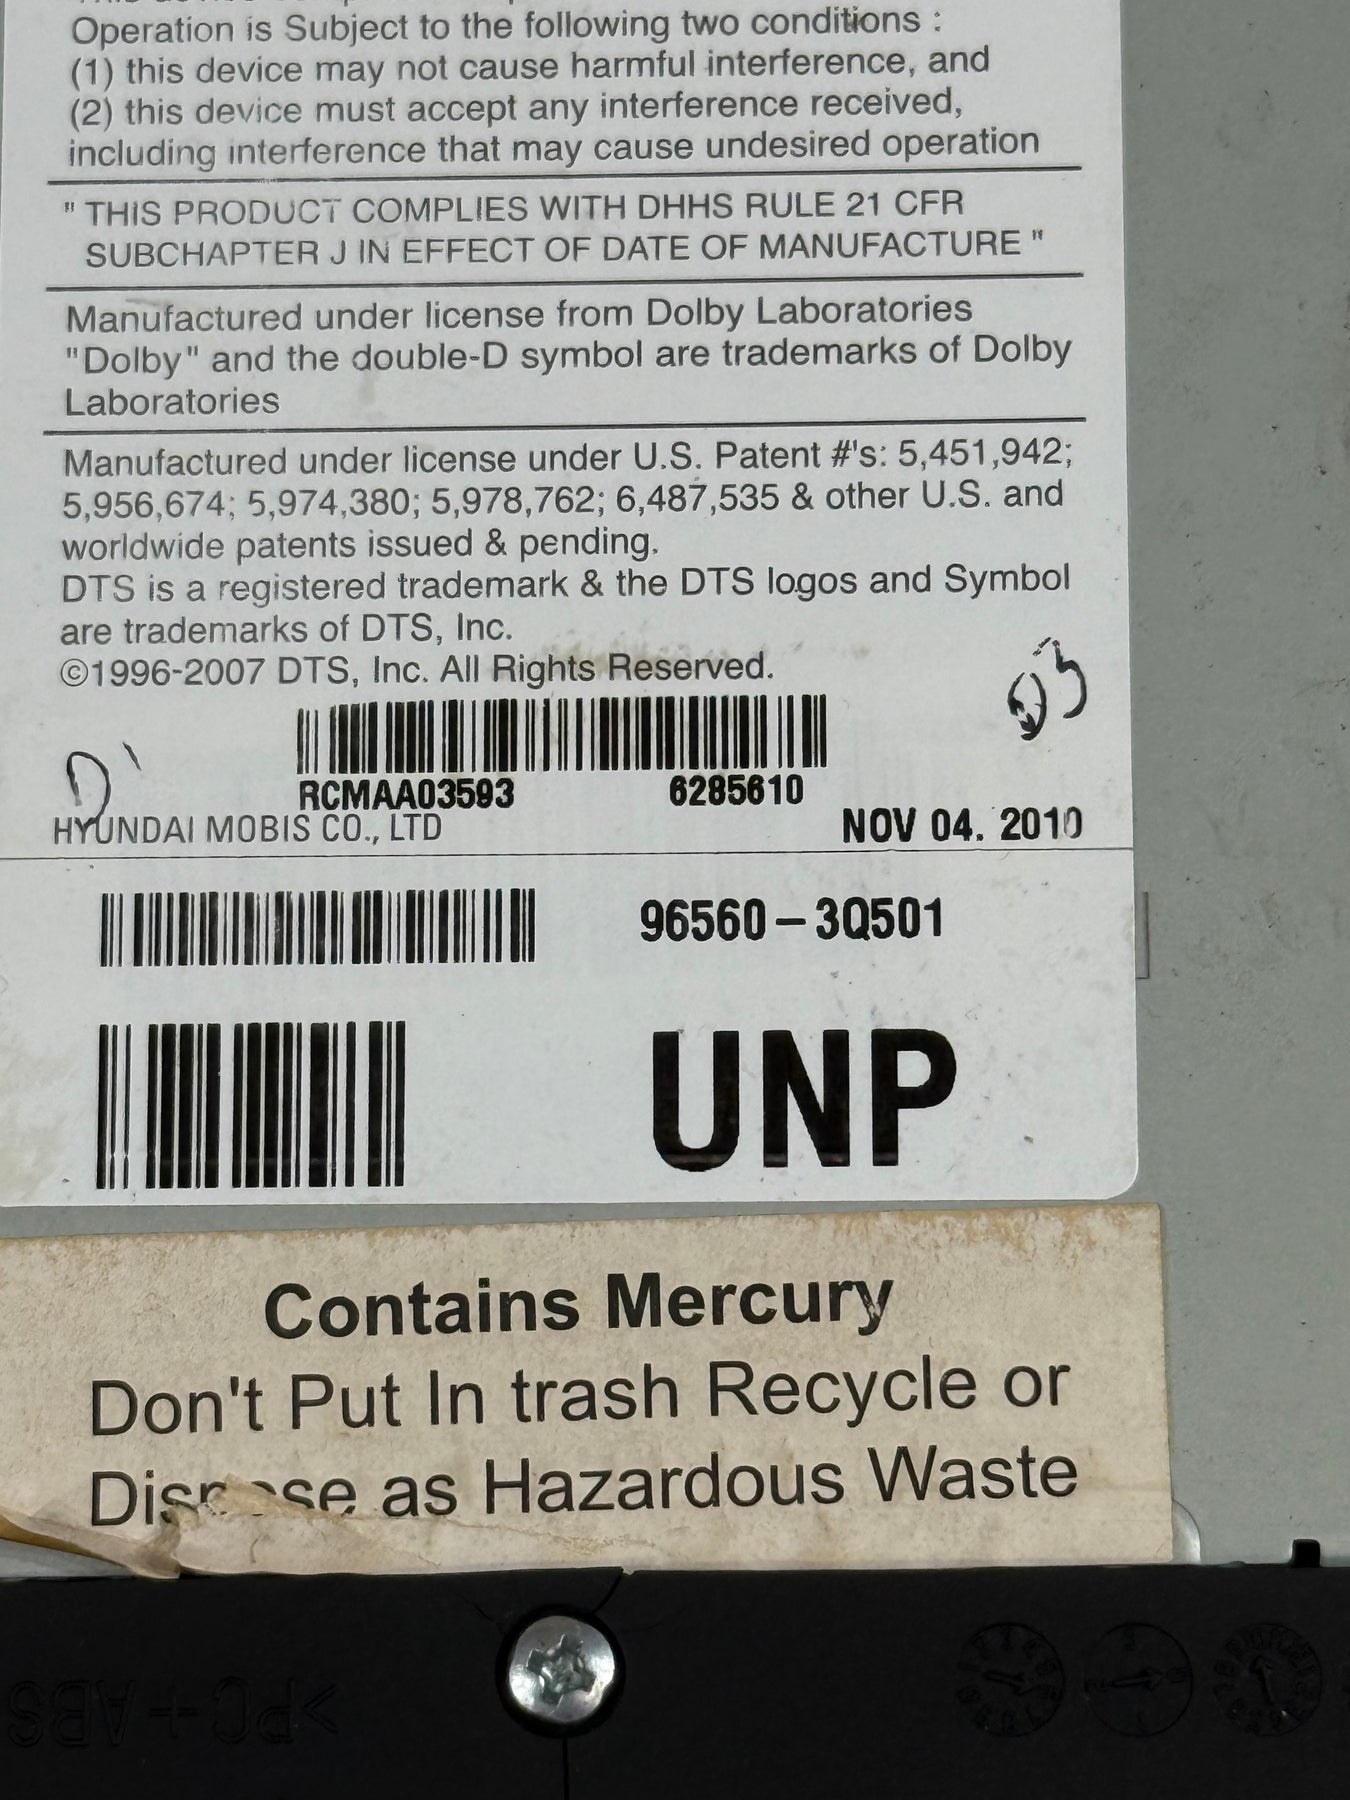 Operation is Subject to the following two conditions :
(1) this device may not cause harmful interference, and
(2) this device must accept any interference received,
including interference that may cause undesired operation
" THIS PRODUCT COMPLIES WITH DHHS RULE 21 CFR
SUBCHAPTER J IN EFFECT OF DATE OF MANUFACTURE "
Manufactured under license from Dolby Laboratories
"Dolby" and the double-D symbol are trademarks of Dolby
Laboratories
Manufactured under license under U.S. Patent #'s: 5,451,942;
5,956,674; 5,974,380; 5,978,762; 6,487,535 & other U.S. and
worldwide patents issued & pending.
DTS is a registered trademark & the DTS logos and Symbol
are trademarks of DTS, Inc.
©1996-2007 DTS, Inc. All Rights Reserved.
RCMAA03593 6285610
HYUNDAI MOBIS CO., LTD NOV 04. 2010
96560-3Q501
UNP
Contains Mercury
Don't Put In trash Recycle or
Dispose as Hazardous Waste
>PC+ABS